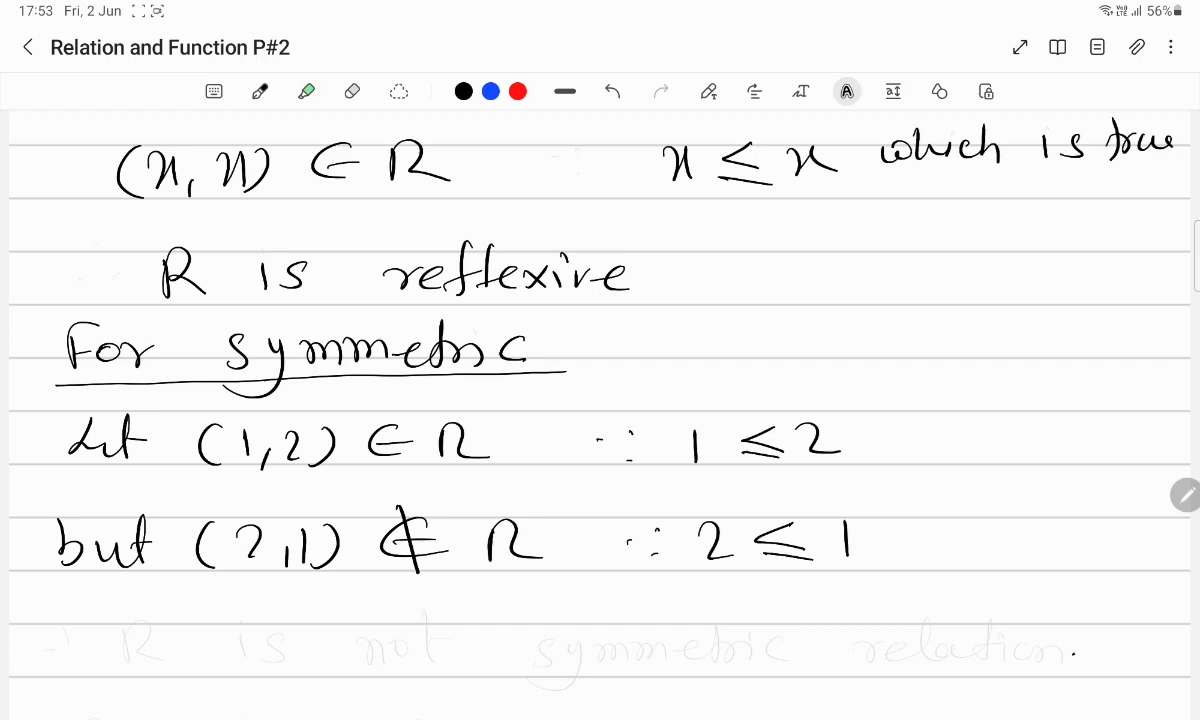 17:53 Fri, 2 Jun 56%
Relation and Function P#2
(x, x) ∈ R x ≤ x which is true
R is reflexive
For symmetric
Let (1,2) ∈ R ∵ 1 ≤ 2
but (2,1) ∉ R ∵ 2 ≤ 1
∴ R is not symmetric relation.